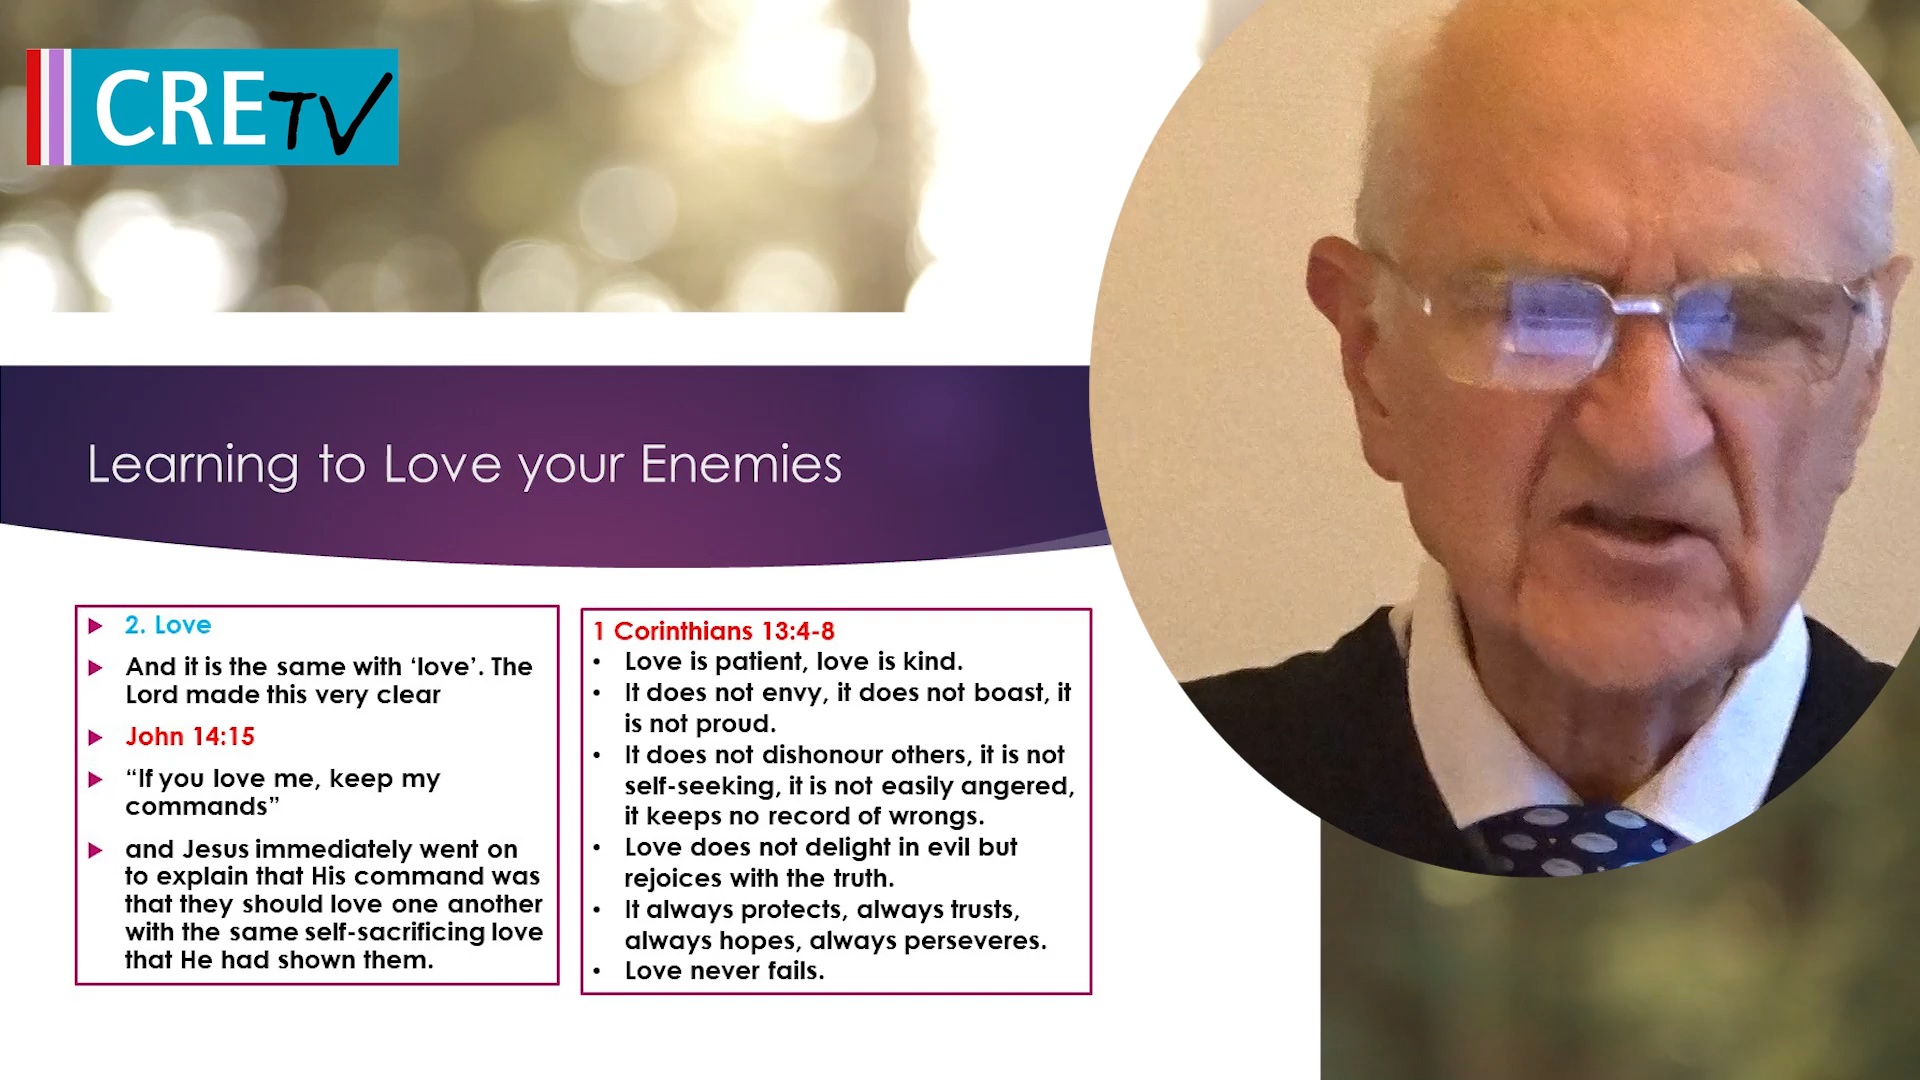 CRE TV
Learning to Love your Enemies
2. Love
And it is the same with ‘love’. The
Lord made this very clear
John 14:15
“If you love me, keep my
commands”
and Jesus immediately went on
to explain that His command was
that they should love one another
with the same self-sacrificing love
that He had shown them.
1 Corinthians 13:4-8
• Love is patient, love is kind.
• It does not envy, it does not boast, it
is not proud.
• It does not dishonour others, it is not
self-seeking, it is not easily angered,
it keeps no record of wrongs.
• Love does not delight in evil but
rejoices with the truth.
• It always protects, always trusts,
always hopes, always perseveres.
• Love never fails.